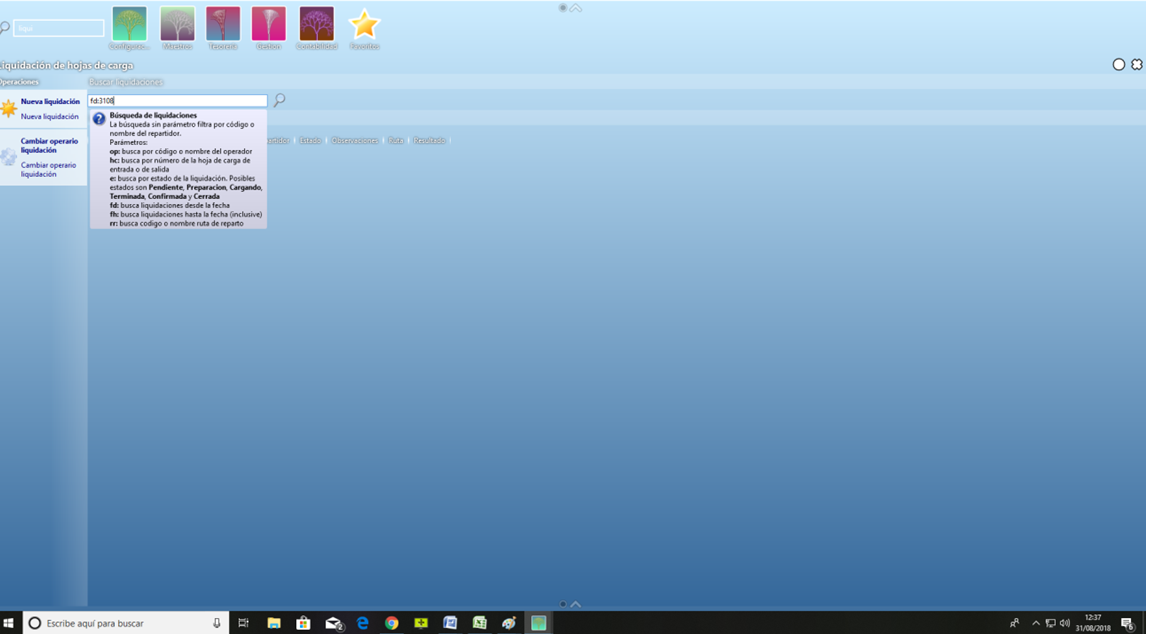 liqui
Configurac...
Maestros
Tesorería
Gestion
Contabilidad
Favoritos
Liquidación de hojas de carga
Operaciones
Buscar liquidaciones
Nueva liquidación
Nueva liquidación
Cambiar operario
liquidación
Cambiar operario
liquidación
fd:3108
Búsqueda de liquidaciones
La búsqueda sin parámetro filtra por código o
nombre del repartidor.
Parámetros:
op: busca por código o nombre del operador
hc: busca por número de la hoja de carga de
entrada o de salida
e: busca por estado de la liquidación. Posibles
estados son Pendiente, Preparacion, Cargando,
Terminada, Confirmada y Cerrada
fd: busca liquidaciones desde la fecha
fh: busca liquidaciones hasta la fecha (inclusive)
rr: busca codigo o nombre ruta de reparto
artidor Estado Observaciones Ruta Resultado
Escribe aquí para buscar
12:37
31/08/2018